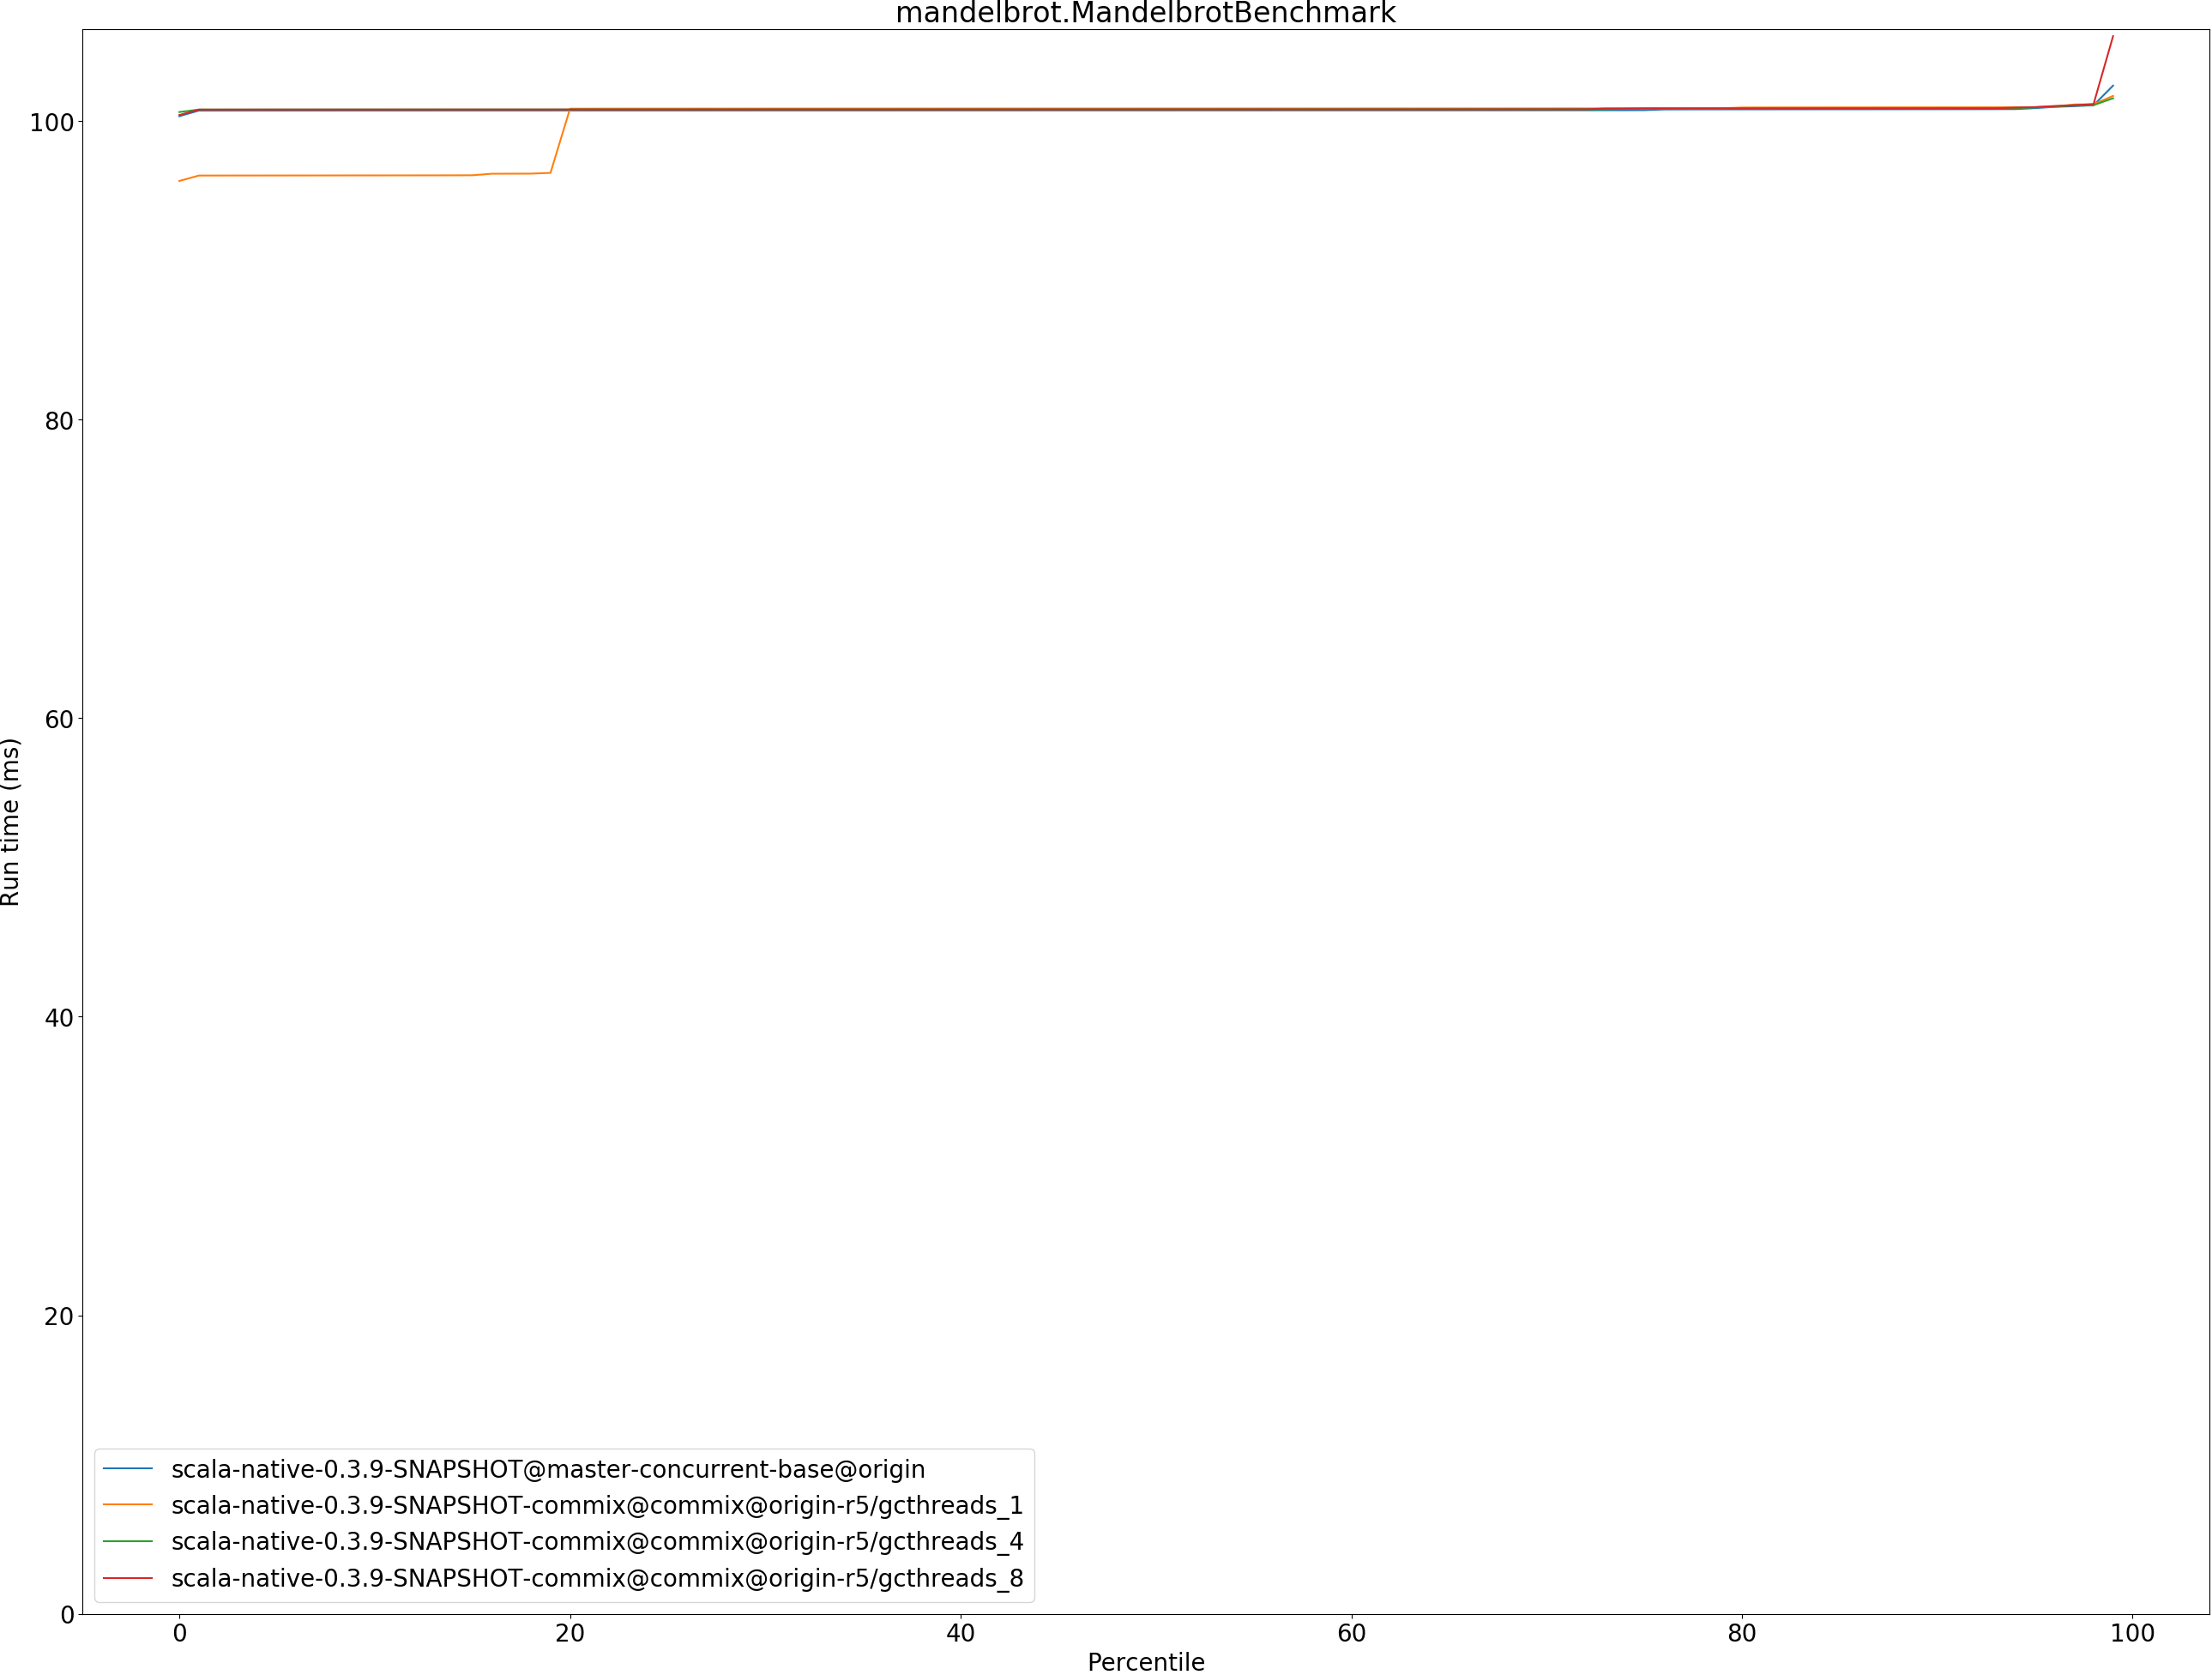 mandelbrot.MandelbrotBenchmark
100
80
60
40
20
0
Run time (ms)
scala-native-0.3.9-SNAPSHOT@master-concurrent-base@origin
scala-native-0.3.9-SNAPSHOT-commix@commix@origin-r5/gcthreads_1
scala-native-0.3.9-SNAPSHOT-commix@commix@origin-r5/gcthreads_4
scala-native-0.3.9-SNAPSHOT-commix@commix@origin-r5/gcthreads_8
0 20 40 60 80 100
Percentile